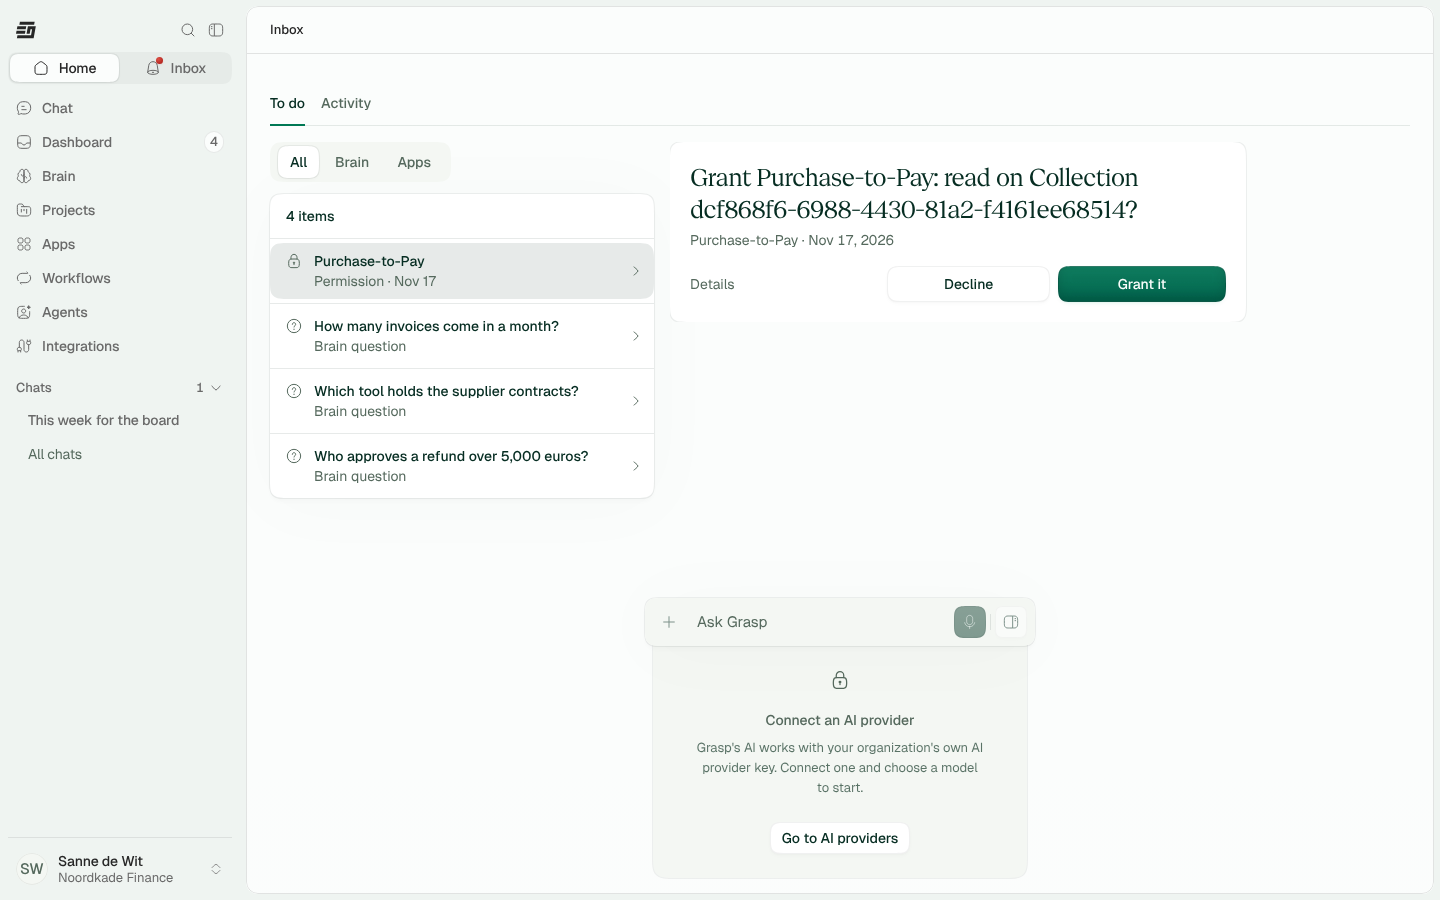 Home
Inbox
Chat
Dashboard
4
Brain
Projects
Apps
Workflows
Agents
Integrations
Chats
1
This week for the board
All chats
SW
Sanne de Wit
Noordkade Finance
Inbox
To do
Activity
All
Brain
Apps
4 items
Purchase-to-Pay
Permission · Nov 17
How many invoices come in a month?
Brain question
Which tool holds the supplier contracts?
Brain question
Who approves a refund over 5,000 euros?
Brain question
Grant Purchase-to-Pay: read on Collection
dcf868f6-6988-4430-81a2-f4161ee68514?
Purchase-to-Pay · Nov 17, 2026
Details
Decline
Grant it
Ask Grasp
Connect an AI provider
Grasp's AI works with your organization's own AI
provider key. Connect one and choose a model
to start.
Go to AI providers